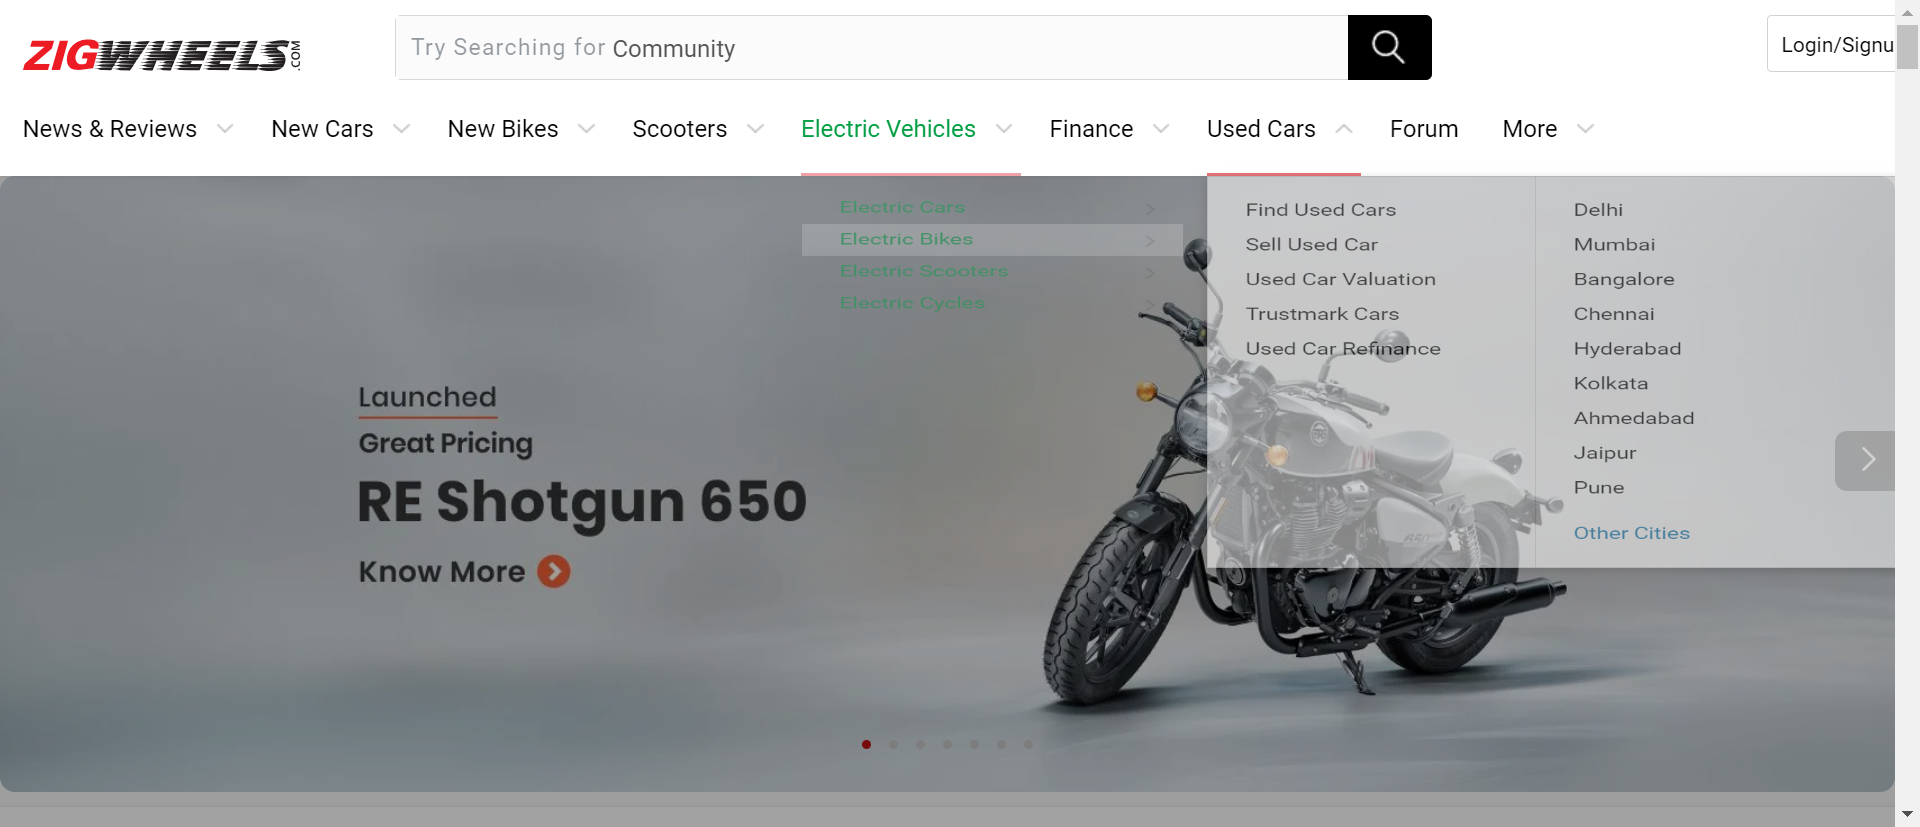 ZIGWHEELS.COM
Try Searching for Community
Login/Signu
News & Reviews
New Cars
New Bikes
Scooters
Electric Vehicles
Finance
Used Cars
Forum
More
Electric Cars
Electric Bikes
Electric Scooters
Electric Cycles
Find Used Cars
Sell Used Car
Used Car Valuation
Trustmark Cars
Used Car Refinance
Delhi
Mumbai
Bangalore
Chennai
Hyderabad
Kolkata
Ahmedabad
Jaipur
Pune
Other Cities
Launched
Great Pricing
RE Shotgun 650
Know More